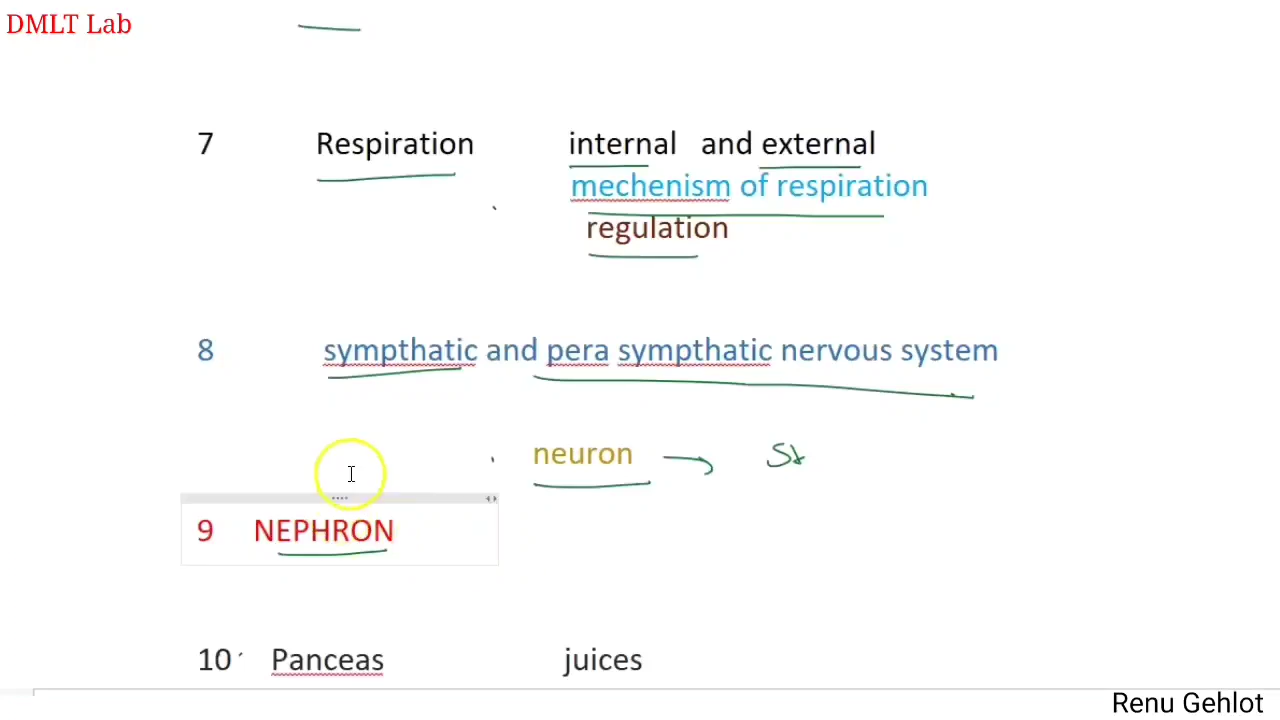 DMLT Lab
7 Respiration internal and external
mechenism of respiration
regulation
8 sympthatic and pera sympthatic nervous system
neuron → St
9 NEPHRON
10 Panceas juices
Renu Gehlot